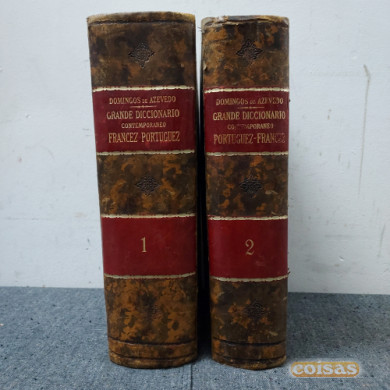 DOMINGOS DE AZEVEDO
GRANDE DICCIONARIO
CONTEMPORANEO
FRANCEZ PORTUGUEZ
1
DOMINGOS DE AZEVEDO
GRANDE DICCIONARIO
CONTEMPORANEO
PORTUGUEZ-FRANCEZ
2
coisas